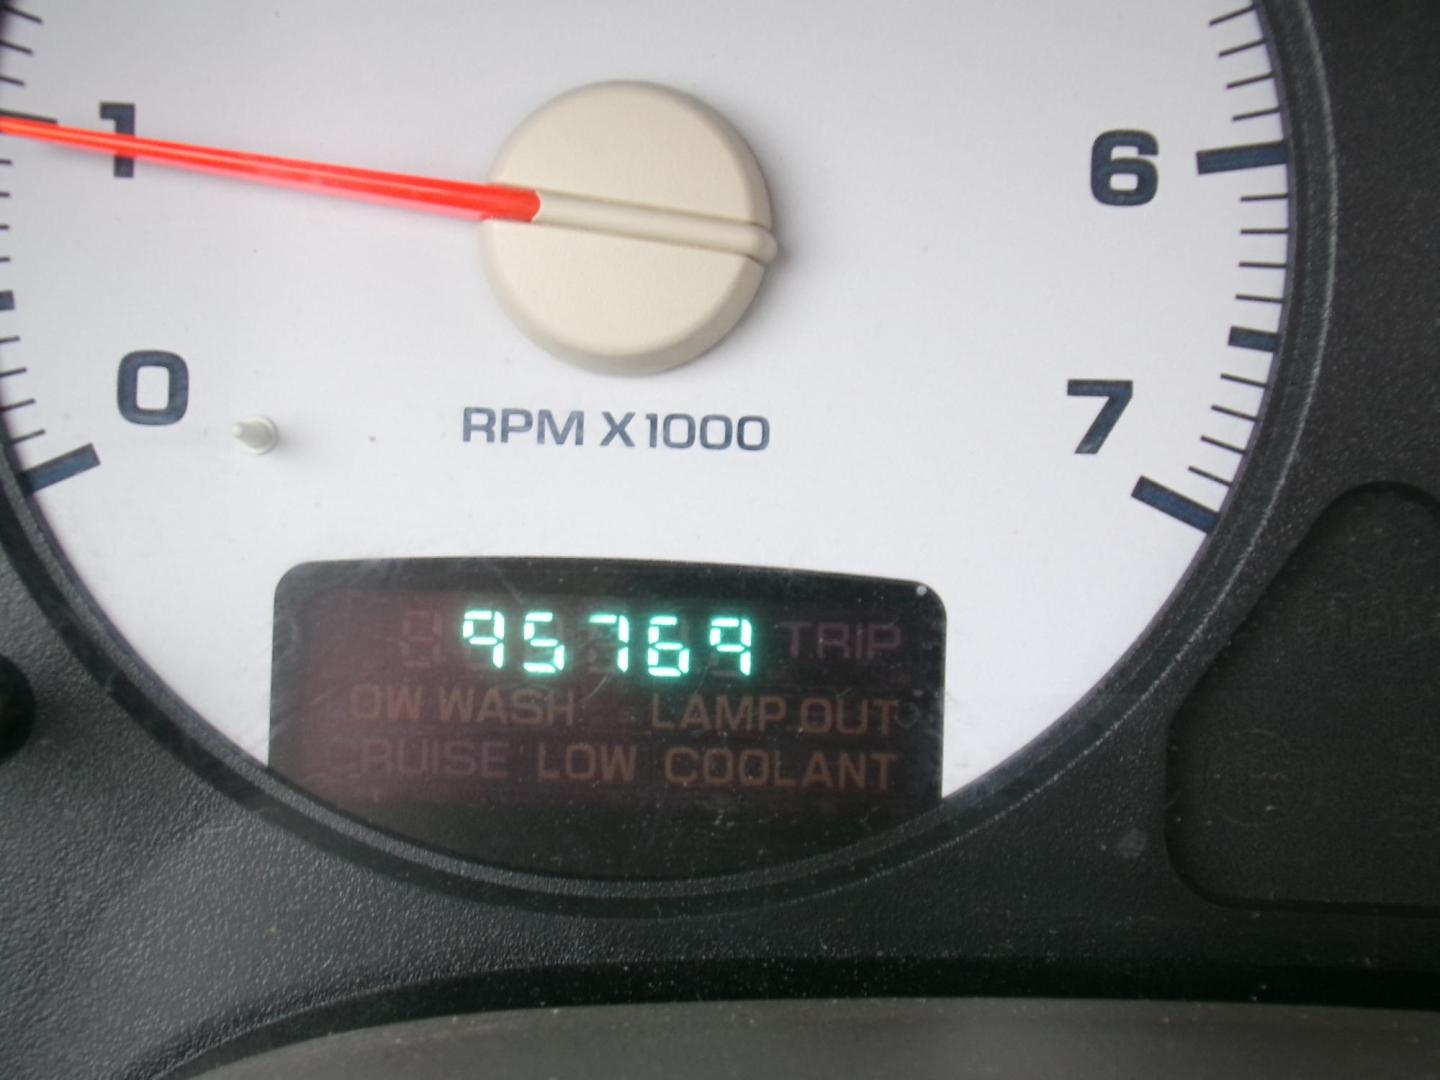 1
6
0
7
RPM X1000
95769 TRIP
OW WASH LAMP OUT
RUISE LOW COOLANT